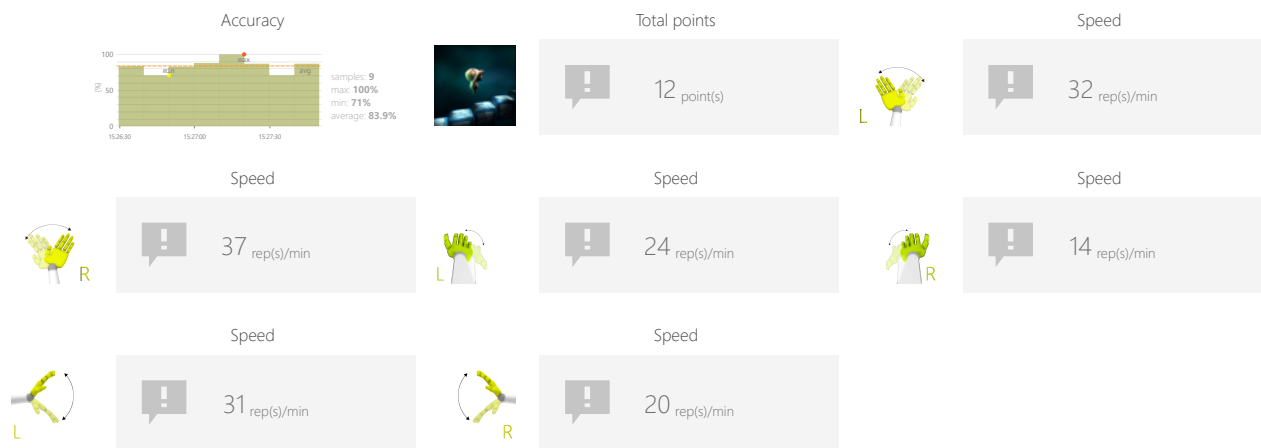 Accuracy
100
50
0
[%]
min
max
avg
15:26:30
15:27:00
15:27:30
samples: 9
max: 100%
min: 71%
average: 83.9%
Total points
12 point(s)
Speed
L
32 rep(s)/min
Speed
R
37 rep(s)/min
Speed
L
24 rep(s)/min
Speed
R
14 rep(s)/min
Speed
L
31 rep(s)/min
Speed
R
20 rep(s)/min